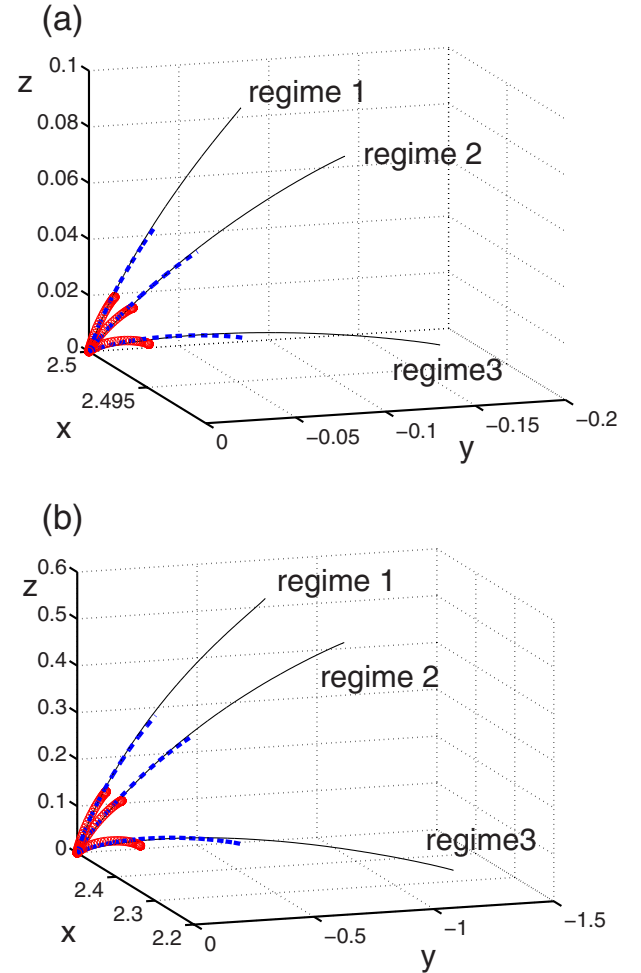 (a)
0.1
z
regime 1
0.08
regime 2
0.06
0.04
0.02
0
2.5
regime3
2.495
x
0
−0.05
−0.1
−0.15
−0.2
y
(b)
0.6
z
regime 1
0.5
0.4
regime 2
0.3
0.2
0.1
regime3
0
2.4
2.3
x
2.2
0
−0.5
−1
−1.5
y